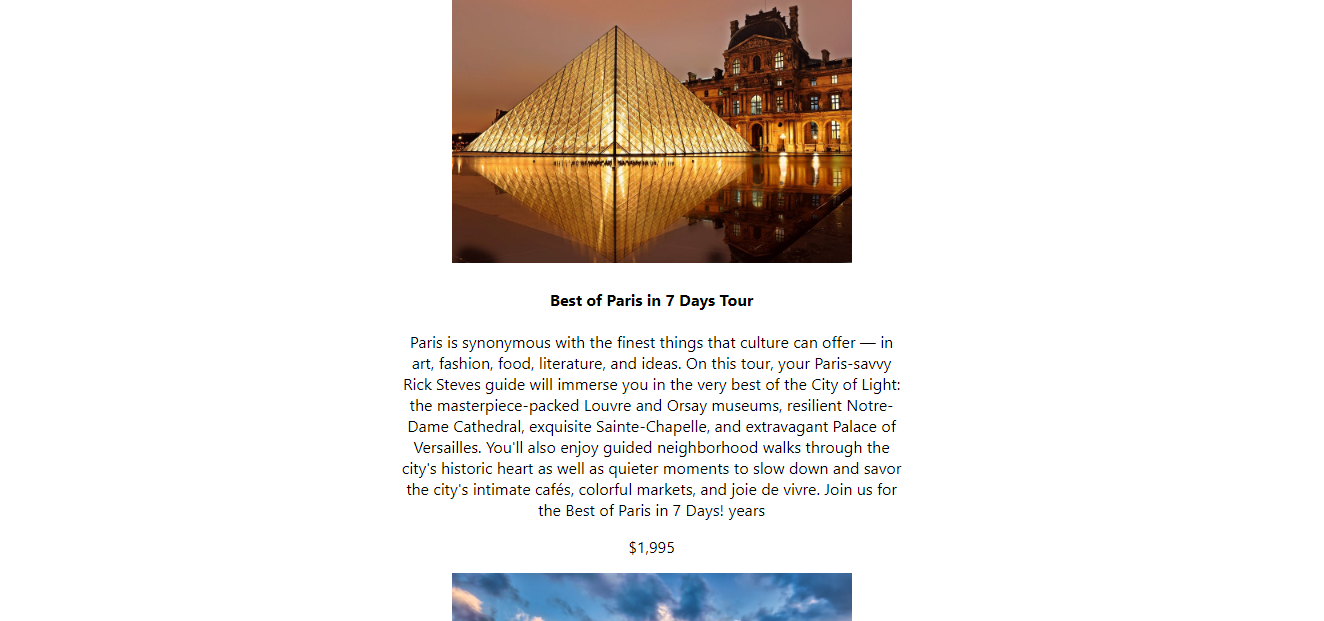 Best of Paris in 7 Days Tour
Paris is synonymous with the finest things that culture can offer — in
art, fashion, food, literature, and ideas. On this tour, your Paris-savvy
Rick Steves guide will immerse you in the very best of the City of Light:
the masterpiece-packed Louvre and Orsay museums, resilient Notre-
Dame Cathedral, exquisite Sainte-Chapelle, and extravagant Palace of
Versailles. You'll also enjoy guided neighborhood walks through the
city's historic heart as well as quieter moments to slow down and savor
the city's intimate cafés, colorful markets, and joie de vivre. Join us for
the Best of Paris in 7 Days! years
$1,995